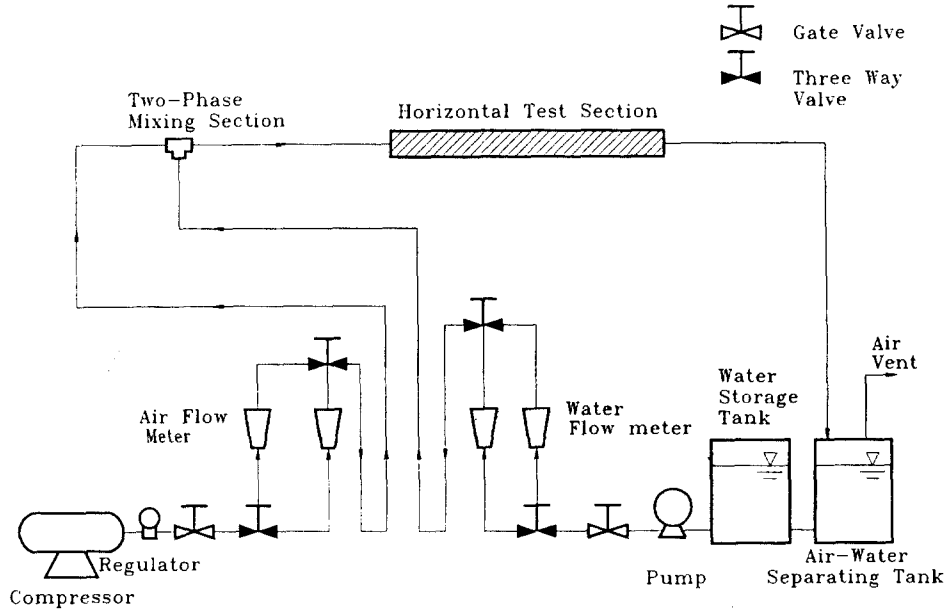 Gate Valve
Three Way
Valve
Two-Phase
Mixing Section
Horizontal Test Section
Air
Vent
Water
Storage
Tank
Air Flow
Meter
Water
Flow meter
Regulator
Compressor
Pump
Air-Water
Separating Tank